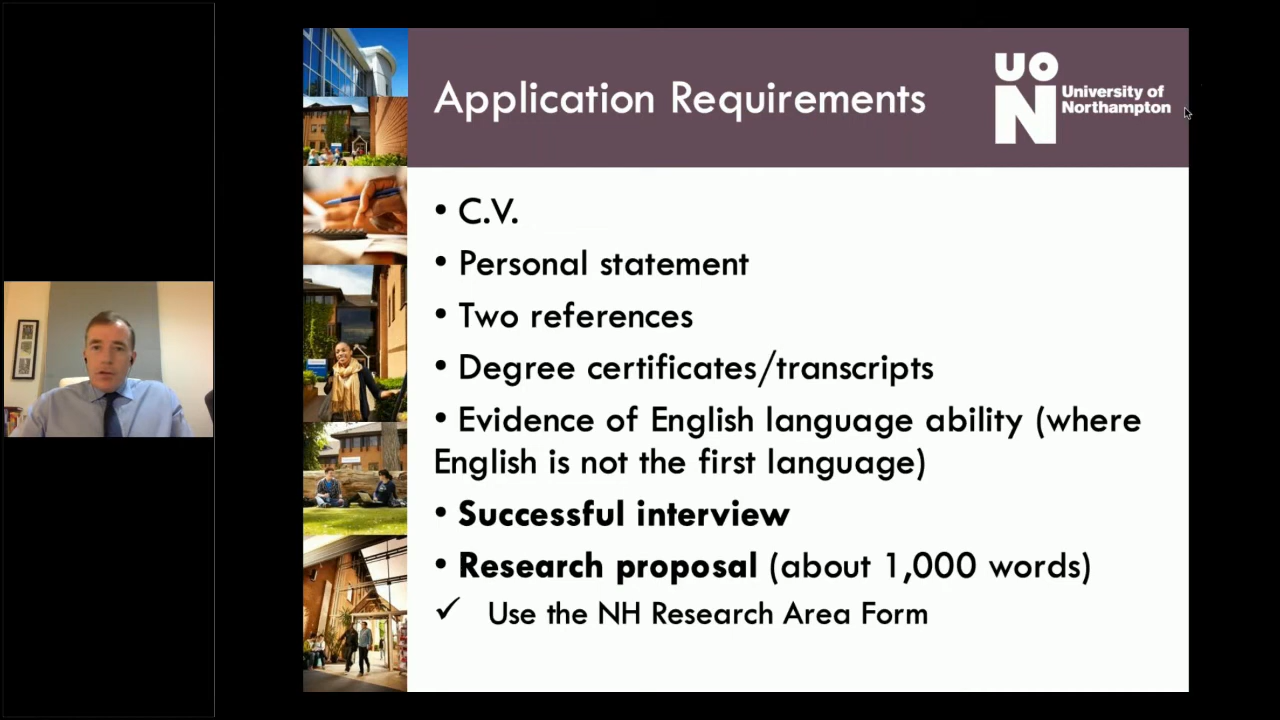 Application Requirements
UON
University of
Northampton
• C.V.
• Personal statement
• Two references
• Degree certificates/transcripts
• Evidence of English language ability (where
English is not the first language)
• Successful interview
• Research proposal (about 1,000 words)
✓ Use the NH Research Area Form